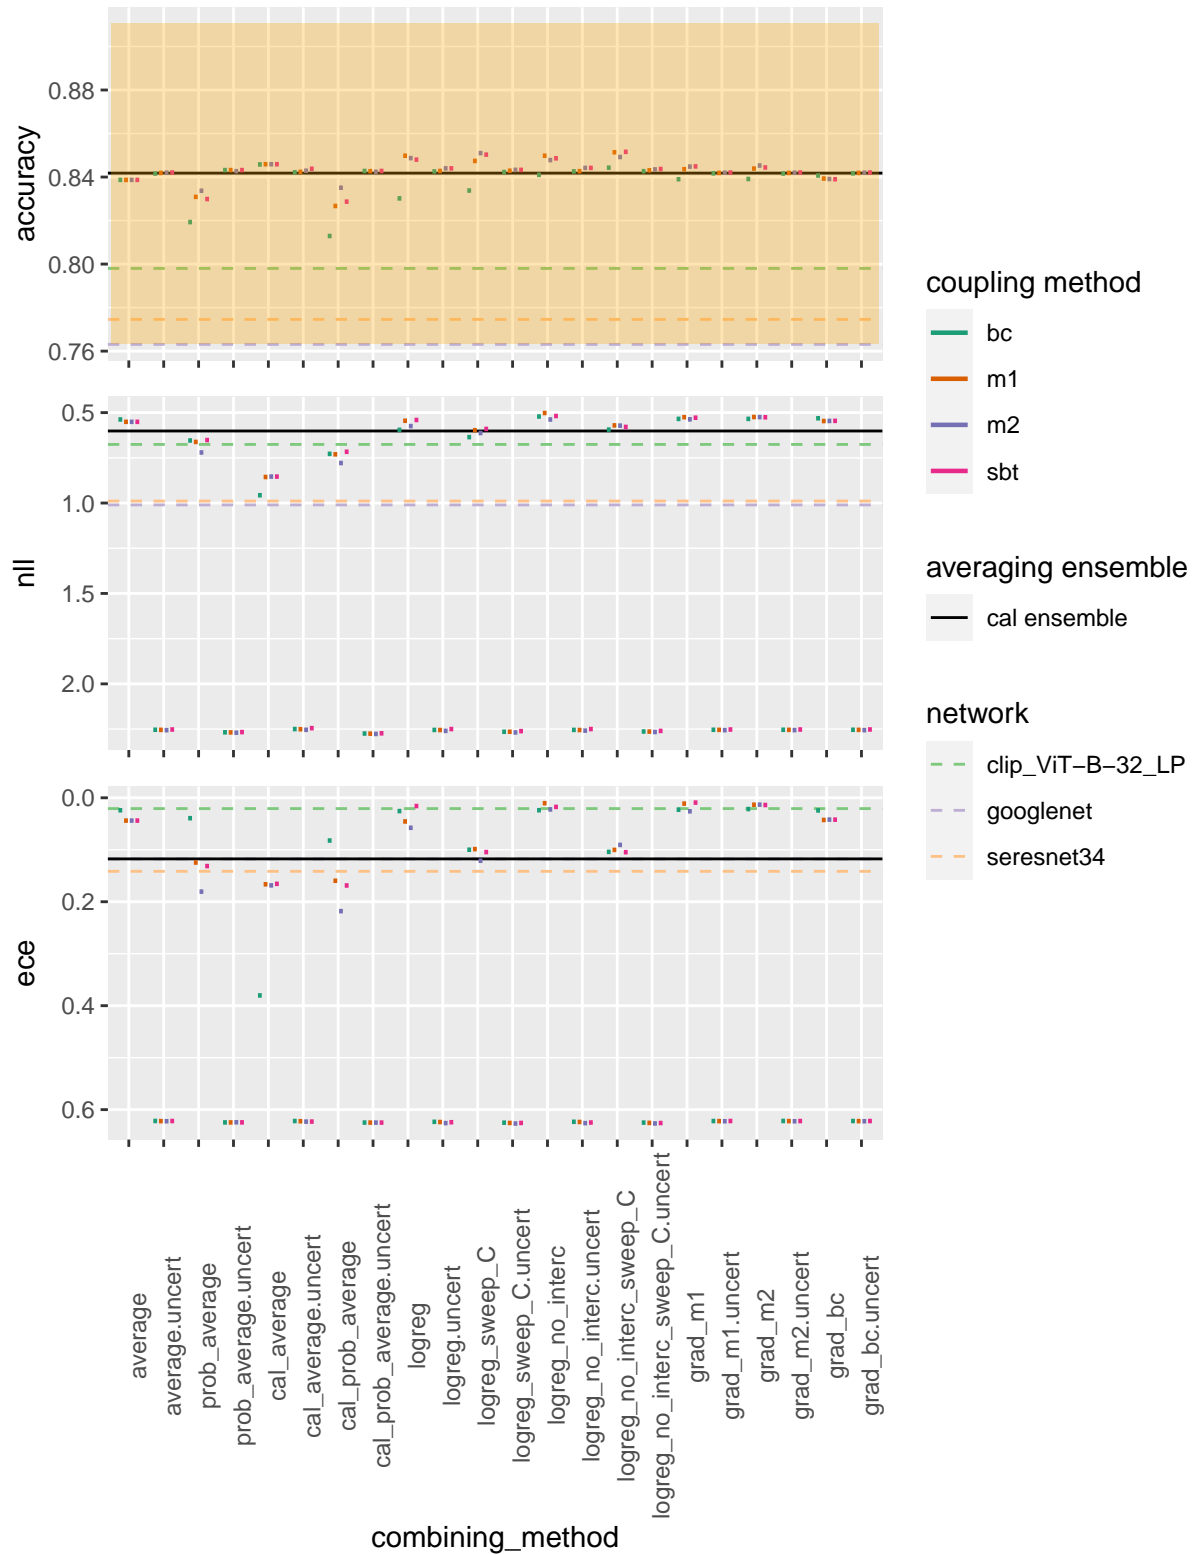 accuracy
0.88
0.84
0.80
0.76
nll
0.5
1.0
1.5
2.0
ece
0.0
0.2
0.4
0.6
average
average.uncert
prob_average
prob_average.uncert
cal_average
cal_average.uncert
cal_prob_average
cal_prob_average.uncert
logreg
logreg.uncert
logreg_sweep_C
logreg_sweep_C.uncert
logreg_no_interc
logreg_no_interc.uncert
logreg_no_interc_sweep_C
logreg_no_interc_sweep_C.uncert
grad_m1
grad_m1.uncert
grad_m2
grad_m2.uncert
grad_bc
grad_bc.uncert
combining_method
coupling method
bc
m1
m2
sbt
averaging ensemble
cal ensemble
network
clip_ViT−B−32_LP
googlenet
seresnet34